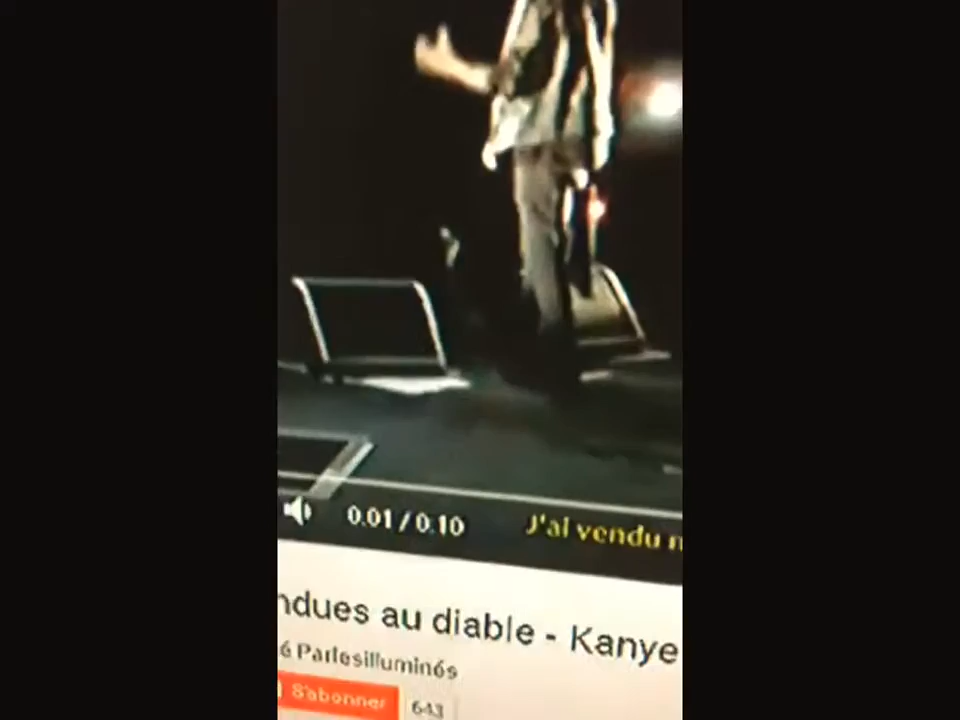 0:01 / 0:10
J'ai vendu
ndues au diable - Kanye
é Parlesilluminés
S'abonner 643